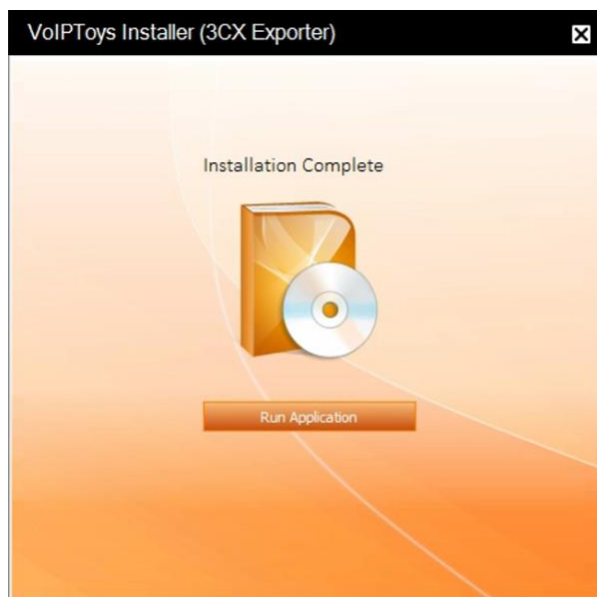 VoIPToys Installer (3CX Exporter)
Installation Complete
Run Application